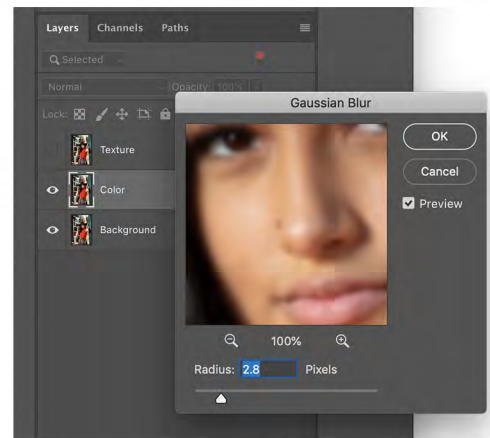 Layers Channels Paths
Selected
Normal Opacity: 100%
Lock:
Texture
Color
Background
Gaussian Blur
OK
Cancel
Preview
100%
Radius: 2.8 Pixels